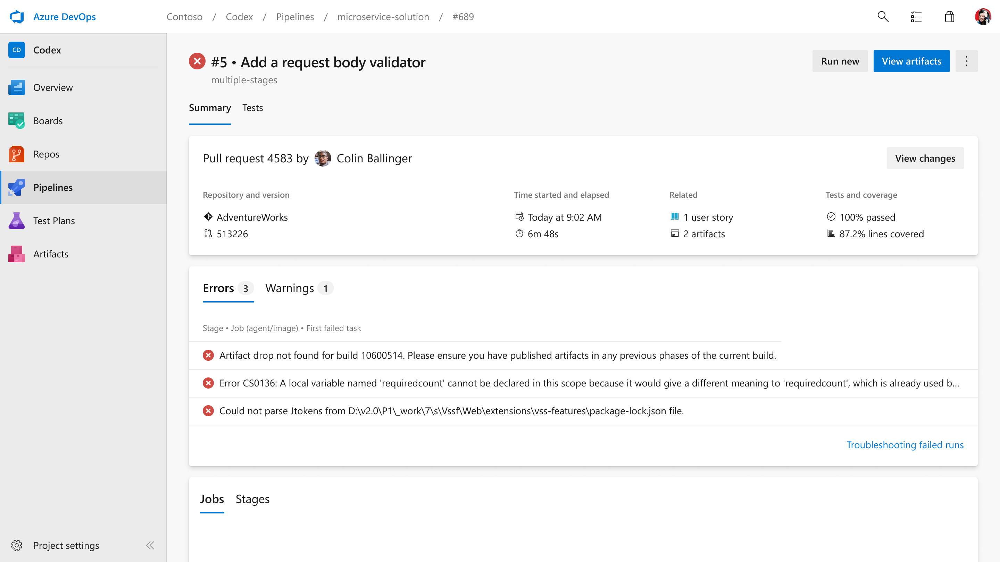 Azure DevOps
Contoso / Codex / Pipelines / microservice-solution / #689
CD Codex
Overview
Boards
Repos
Pipelines
Test Plans
Artifacts
Project settings
#5 • Add a request body validator
multiple-stages
Run new
View artifacts
Summary
Tests
Pull request 4583 by Colin Ballinger
View changes
Repository and version
AdventureWorks
513226
Time started and elapsed
Today at 9:02 AM
6m 48s
Related
1 user story
2 artifacts
Tests and coverage
100% passed
87.2% lines covered
Errors 3
Warnings 1
Stage • Job (agent/image) • First failed task
Artifact drop not found for build 10600514. Please ensure you have published artifacts in any previous phases of the current build.
Error CS0136: A local variable named 'requiredcount' cannot be declared in this scope because it would give a different meaning to 'requiredcount', which is already used b...
Could not parse Jtokens from D:\v2.0\P1\_work\7\s\Vssf\Web\extensions\vss-features\package-lock.json file.
Troubleshooting failed runs
Jobs
Stages